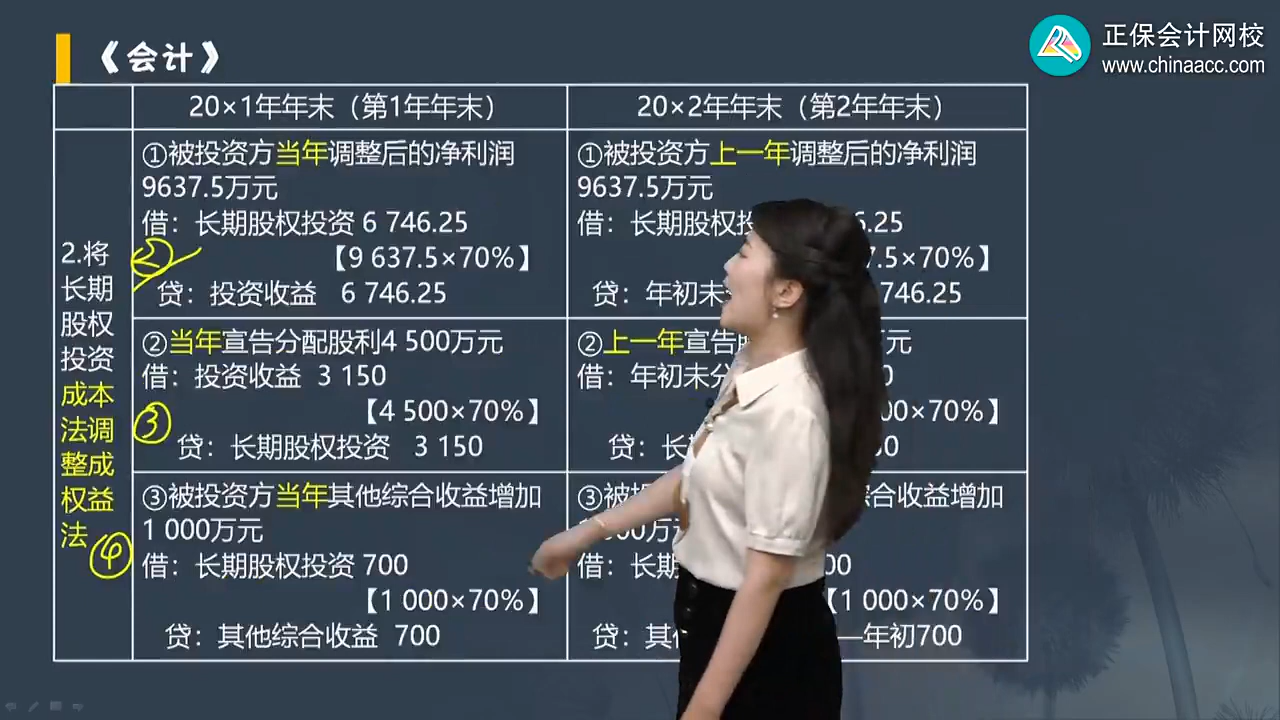 《会计》
正保会计网校
www.chinaacc.com
20×1年年末（第1年年末）
20×2年年末（第2年年末）
2.将
长期
股权
投资
成本
法调
整成
权益
法
②
③
④
①被投资方当年调整后的净利润
9637.5万元
借：长期股权投资 6 746.25
【9 637.5×70%】
贷：投资收益 6 746.25
②当年宣告分配股利4 500万元
借：投资收益 3 150
【4 500×70%】
贷：长期股权投资 3 150
③被投资方当年其他综合收益增加
1 000万元
借：长期股权投资 700
【1 000×70%】
贷：其他综合收益 700
①被投资方上一年调整后的净利润
9637.5万元
借：长期股权投 6.25
7.5×70%】
贷：年初未 746.25
②上一年宣告 万元
借：年初未分 0
00×70%】
贷：长 50
③被投 综合收益增加
000万
借：长期 00
【1 000×70%】
贷：其 —年初700